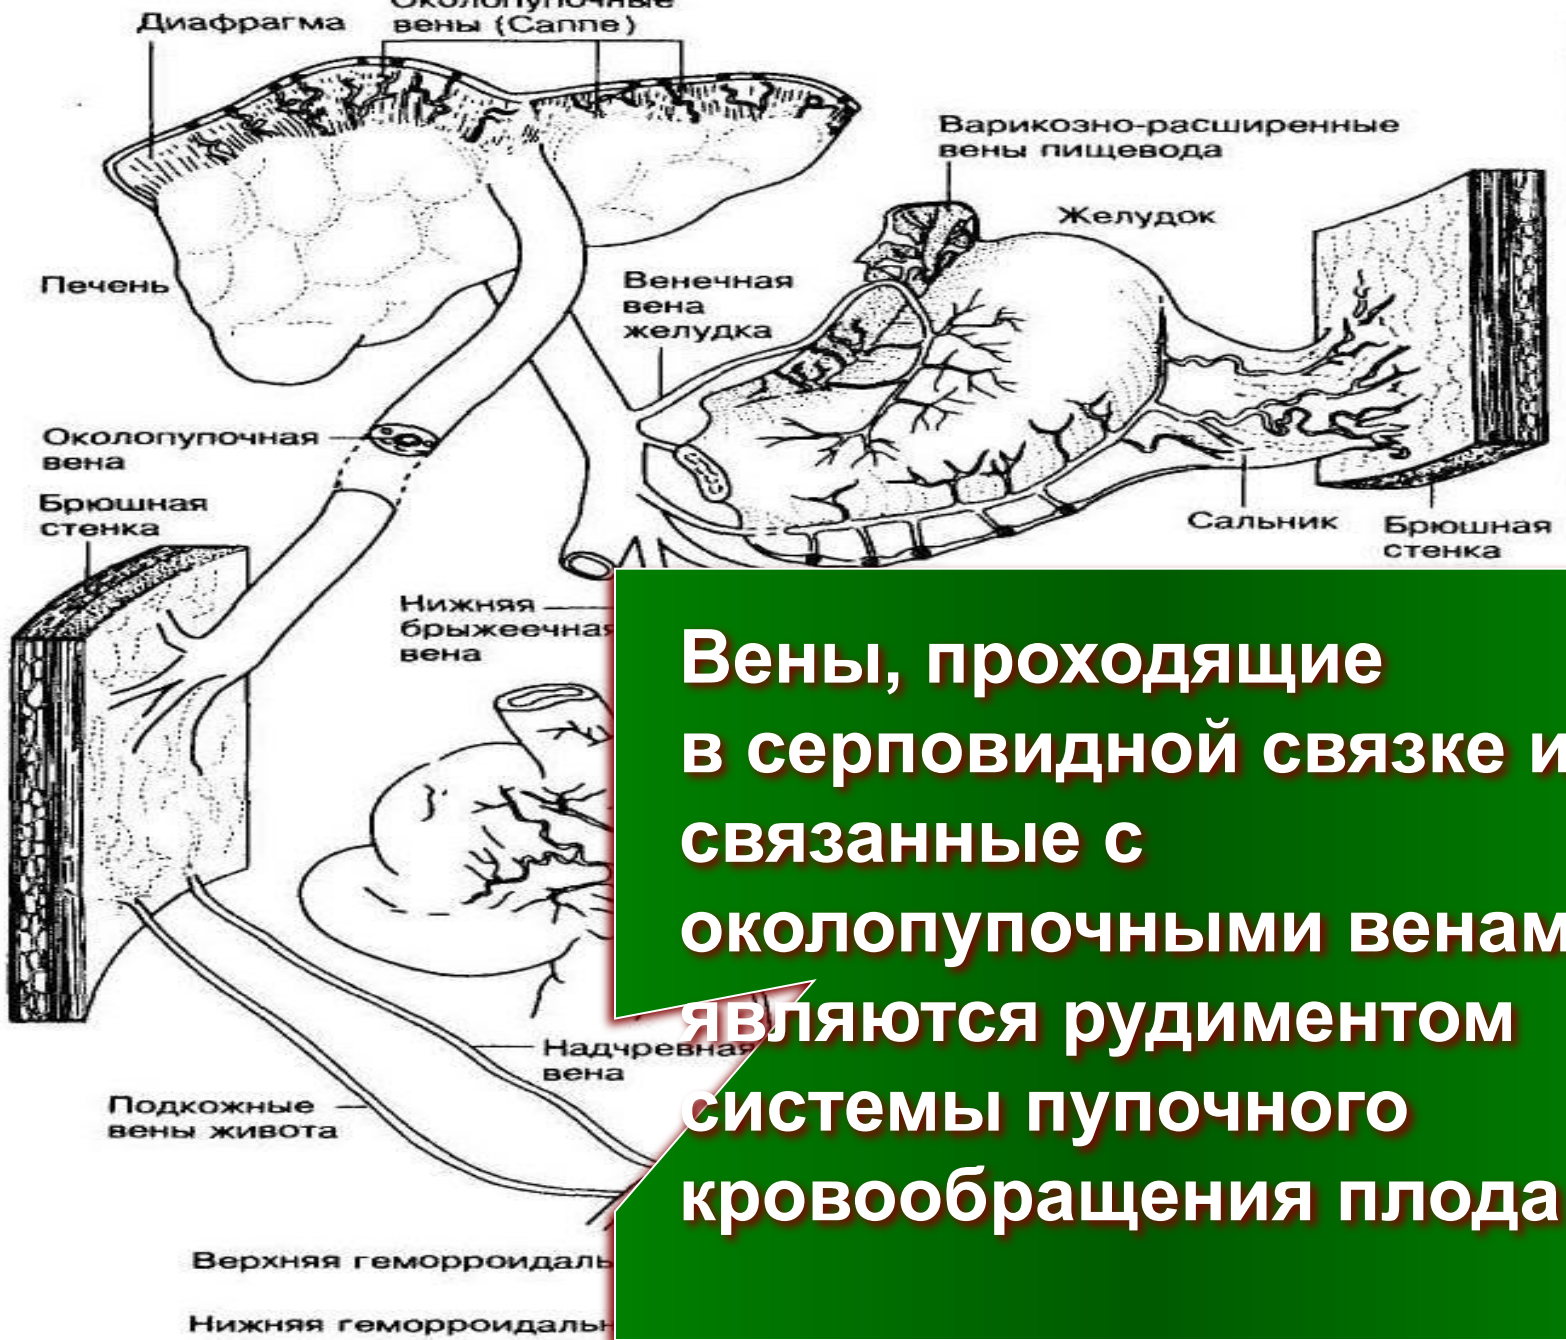 Диафрагма
Околопупочные
вены (Саппе)
Варикозно-расширенные
вены пищевода
Желудок
Печень
Венечная
вена
желудка
Околопупочная
вена
Брюшная
стенка
Сальник
Брюшная
стенка
Нижняя
брыжеечная
вена
Вены, проходящие
в серповидной связке и
связанные с
околопупочными венам
являются рудиментом
системы пупочного
кровообращения плода
Надчревная
вена
Подкожные
вены живота
Верхняя геморроидаль
Нижняя геморроидальн